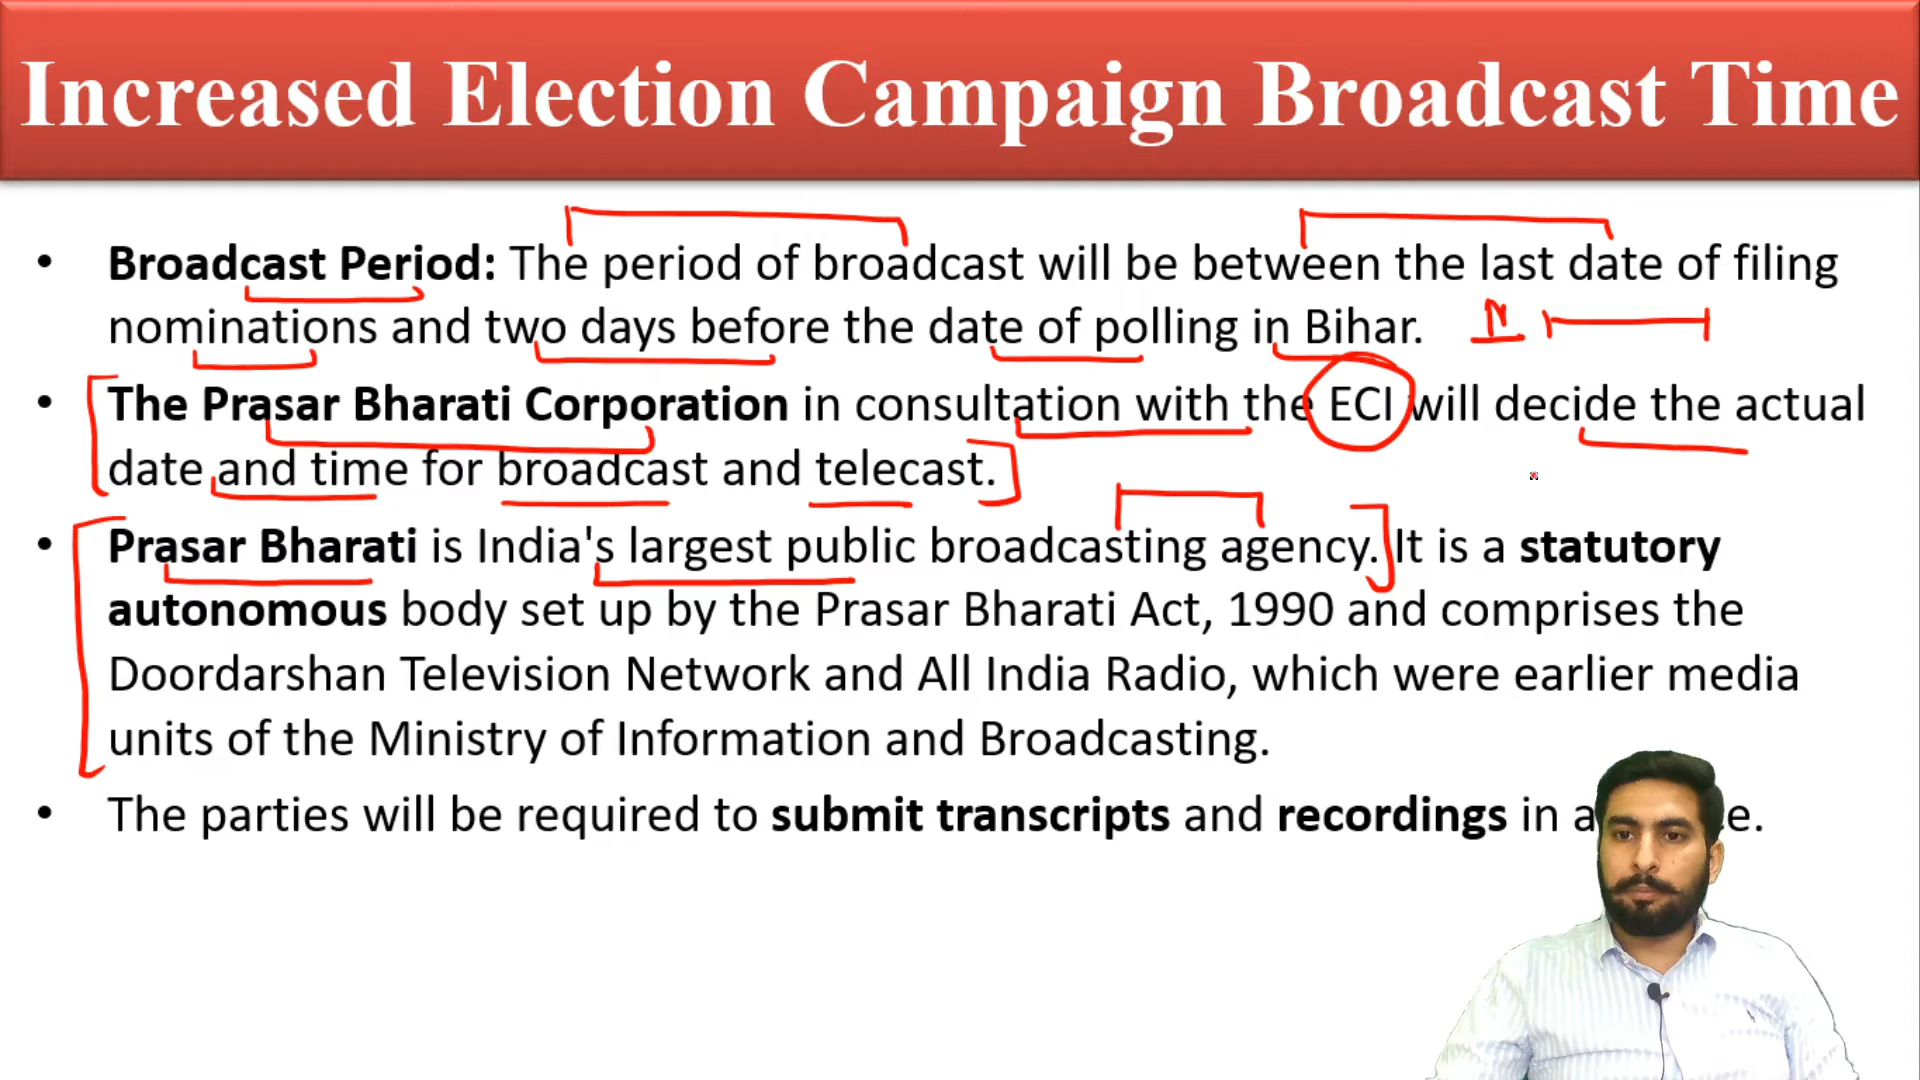 Increased Election Campaign Broadcast Time
• Broadcast Period: The period of broadcast will be between the last date of filing
nominations and two days before the date of polling in Bihar. N
• The Prasar Bharati Corporation in consultation with the ECI will decide the actual
date and time for broadcast and telecast.
• Prasar Bharati is India's largest public broadcasting agency. It is a statutory
autonomous body set up by the Prasar Bharati Act, 1990 and comprises the
Doordarshan Television Network and All India Radio, which were earlier media
units of the Ministry of Information and Broadcasting.
• The parties will be required to submit transcripts and recordings in